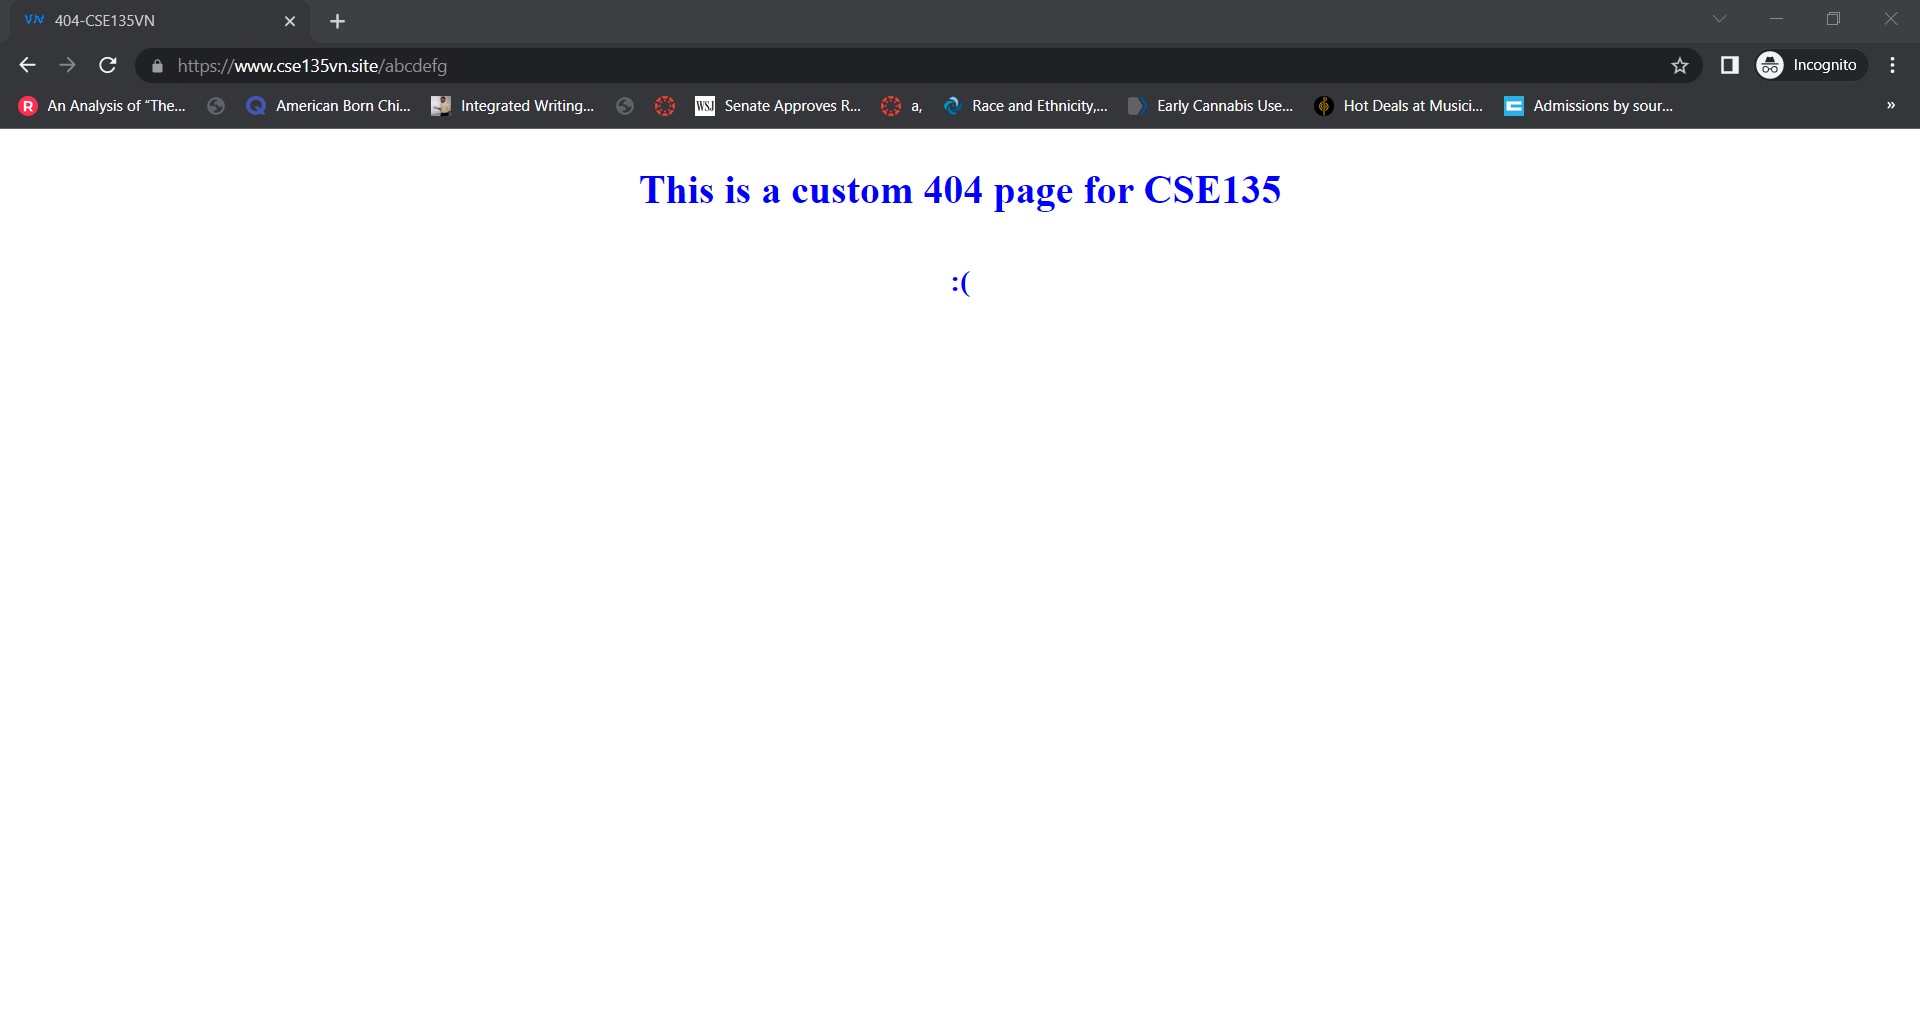 VN 404-CSE135VN
https://www.cse135vn.site/abcdefg
Incognito
R An Analysis of “The...
Q American Born Chi...
Integrated Writing...
WSJ Senate Approves R...
a,
Race and Ethnicity,...
Early Cannabis Use...
Hot Deals at Musici...
Admissions by sour...
»
This is a custom 404 page for CSE135
:(